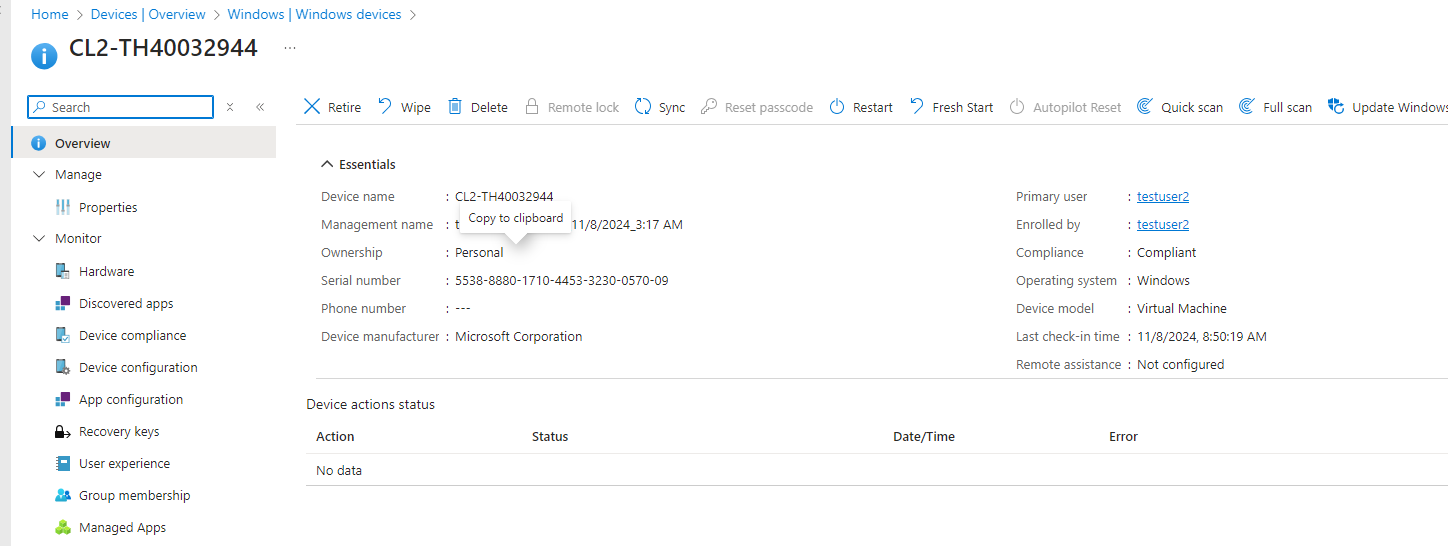 Home > Devices | Overview > Windows | Windows devices >
CL2-TH40032944 ...
Search
Retire Wipe Delete Remote lock Sync Reset passcode Restart Fresh Start Autopilot Reset Quick scan Full scan Update Windows
Overview
Manage
Properties
Monitor
Hardware
Discovered apps
Device compliance
Device configuration
App configuration
Recovery keys
User experience
Group membership
Managed Apps
Essentials
Device name : CL2-TH40032944
Copy to clipboard
Management name : 11/8/2024_3:17 AM
Ownership : Personal
Serial number : 5538-8880-1710-4453-3230-0570-09
Phone number : ---
Device manufacturer : Microsoft Corporation
Primary user : testuser2
Enrolled by : testuser2
Compliance : Compliant
Operating system : Windows
Device model : Virtual Machine
Last check-in time : 11/8/2024, 8:50:19 AM
Remote assistance : Not configured
Device actions status
Action Status Date/Time Error
No data